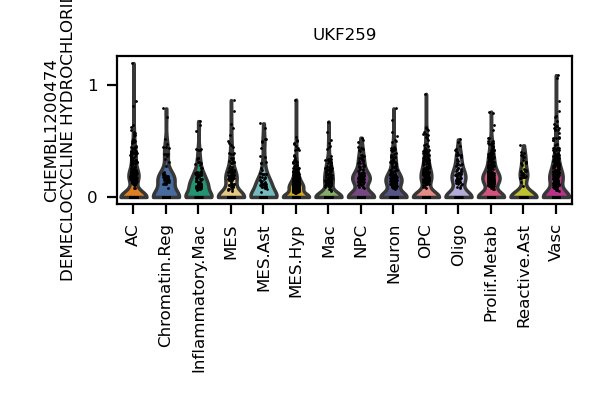 UKF259
CHEMBL1200474
DEMECLOCYCLINE
1
0
AC
Chromatin.Reg
Inflammatory.Mac
MES
MES.Ast
MES.Hyp
Mac
NPC
Neuron
OPC
Oligo
Prolif.Metab
Reactive.Ast
Vasc